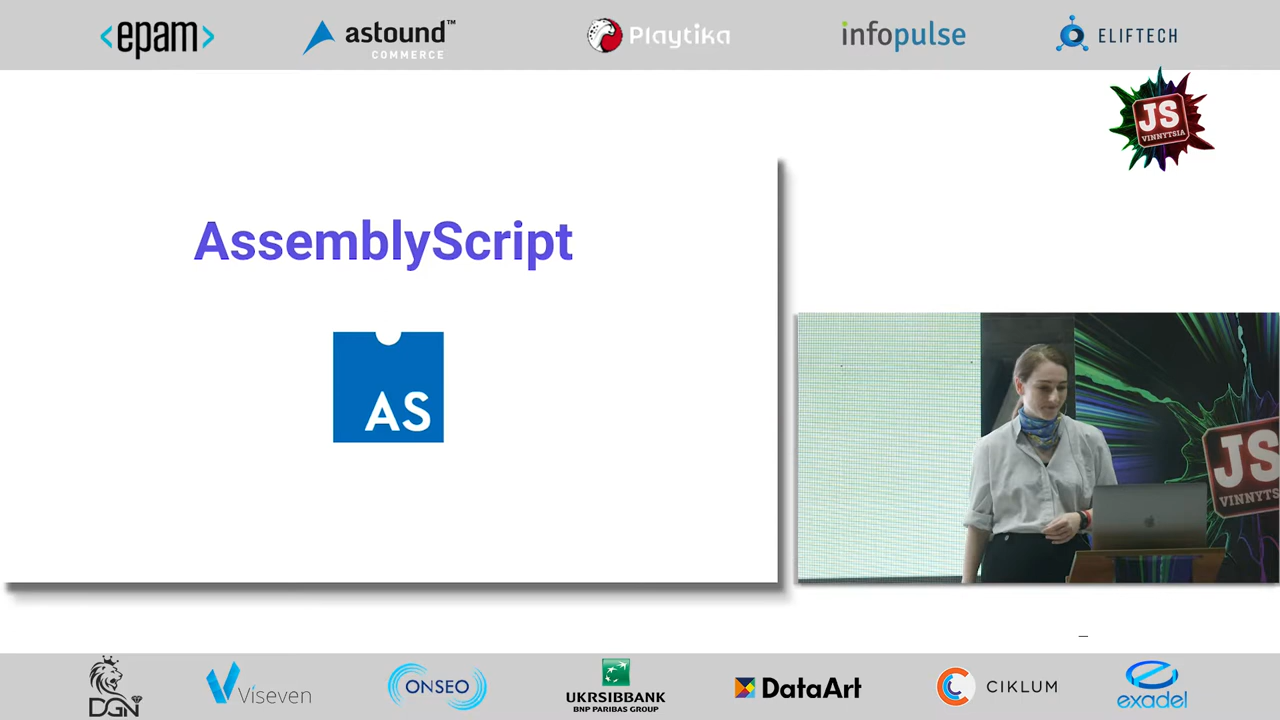 <epam>
astound™
COMMERCE
Playtika
infopulse
ELIFTECH
JS
VINNYTSIA
AssemblyScript
AS
JS
VINNYTS
DGN
Viseven
ONSEO
UKRSIBBANK
BNP PARIBAS GROUP
DataArt
CIKLUM
exadel